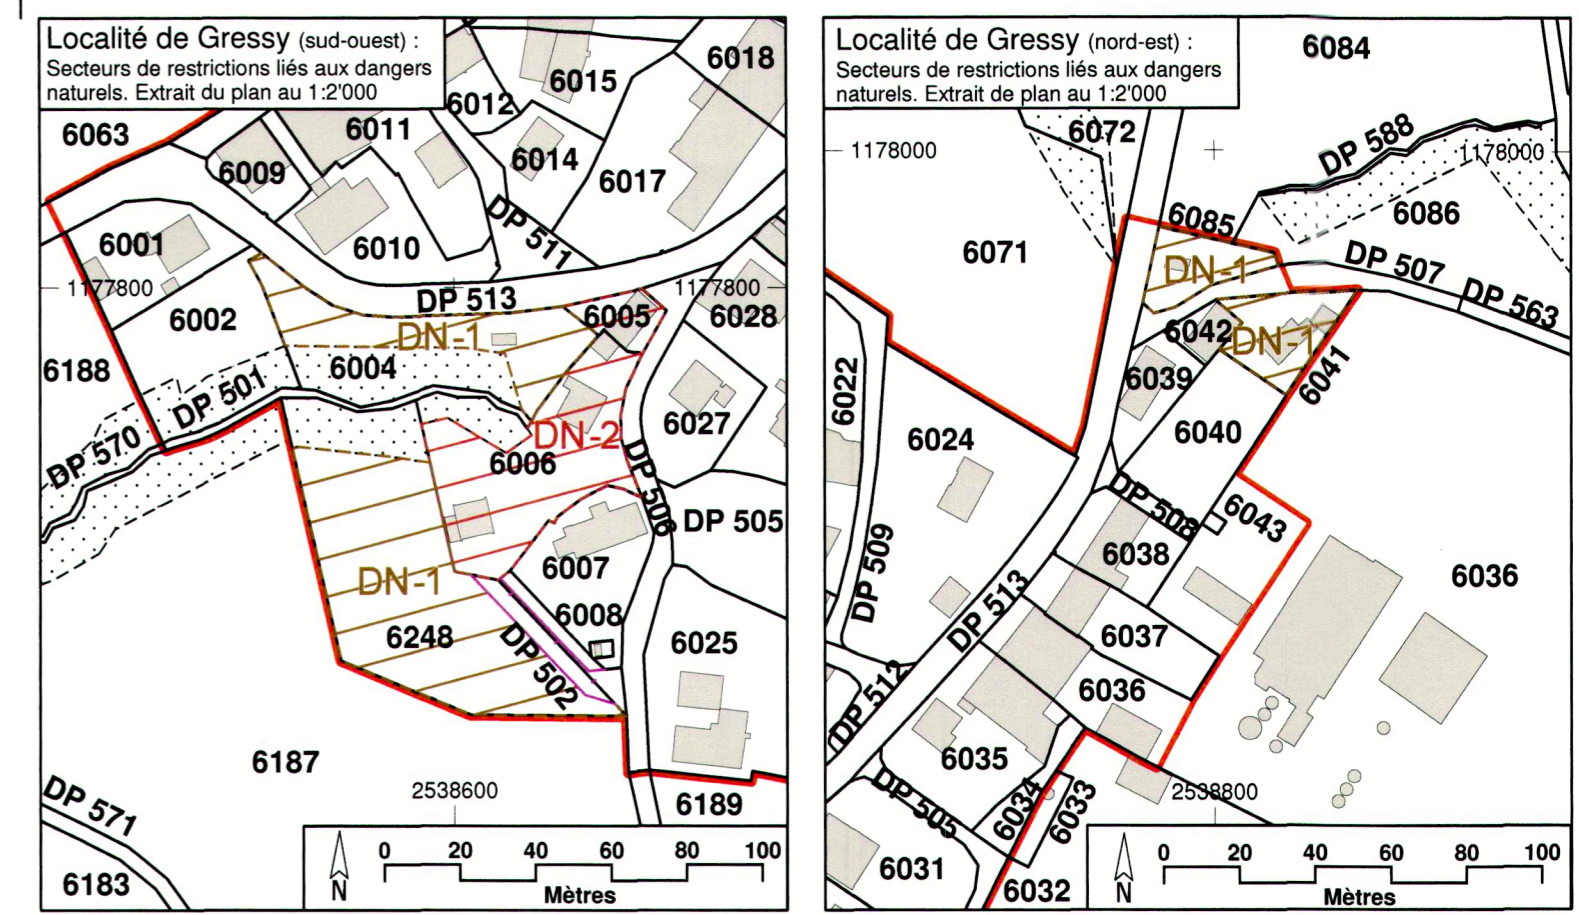 Localité de Gressy (sud-ouest) :
Secteurs de restrictions liés aux dangers
naturels. Extrait du plan au 1:2'000
6018
6015
6012
6063
6011
6014
6009
6017
DP 511
6001
6010
1177800
1177800
DP 513
6002
6005
6028
DN-1
6188
6004
DP 501
6027
DN-2
DP 570
6006
DP 506
DP 505
6007
DN-1
6008
6248
DP 502
6025
6187
2538600
DP 571
6189
6183
N
0 20 40 60 80 100
Mètres
Localité de Gressy (nord-est) :
Secteurs de restrictions liés aux dangers
naturels. Extrait de plan au 1:2'000
6084
6072
DP 588
1178000
1178000
6085
6086
6071
DN-1
DP 507
DP 563
6042
DN-1
6041
6039
6022
6024
6040
DP 508
6043
6038
DP 509
6036
DP 513
6037
6036
DP 512
6035
2538800
DP 505
6034
6033
6031
6032
N
0 20 40 60 80 100
Mètres